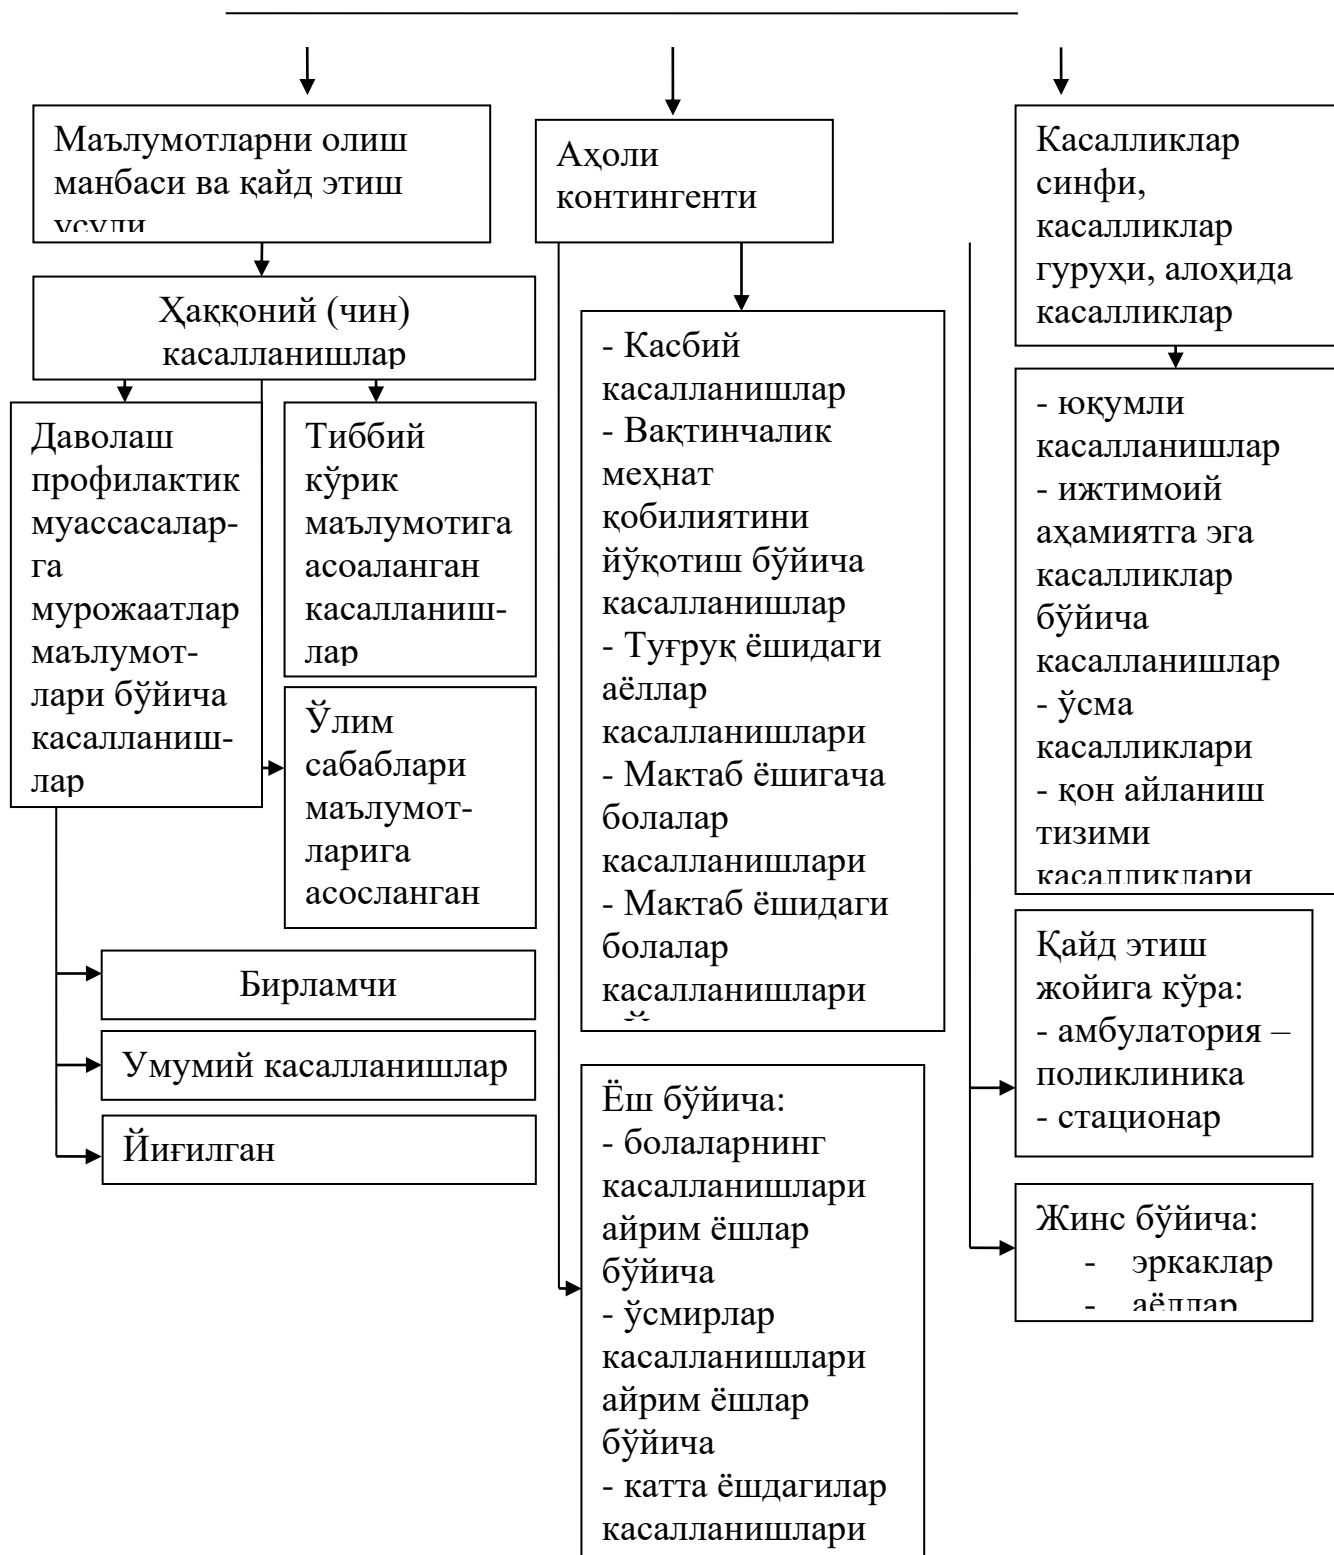 Маълумотларни олиш
манбаси ва қайд этиш
усули
Ҳаққоний (чин)
касалланишлар
Даволаш
профилактик
муассасалар-
га
мурожаатлар
маълумот-
лари бўйича
касалланиш-
лар
Тиббий
кўрик
маълумотига
асоаланган
касалланиш-
лар
Ўлим
сабаблари
маълумот-
ларига
асосланган
Бирламчи
Умумий касалланишлар
Йиғилган
Аҳоли
контингенти
- Касбий
касалланишлар
- Вақтинчалик
меҳнат
қобилиятини
йўқотиш бўйича
касалланишлар
- Туғруқ ёшидаги
аёллар
касалланишлари
- Мактаб ёшигача
болалар
касалланишлари
- Мактаб ёшидаги
болалар
касалланишлари
Ёш бўйича:
- болаларнинг
касалланишлари
айрим ёшлар
бўйича
- ўсмирлар
касалланишлари
айрим ёшлар
бўйича
- катта ёшдагилар
касалланишлари
Касалликлар
синфи,
касалликлар
гуруҳи, алоҳида
касалликлар
- юқумли
касалланишлар
- ижтимоий
аҳамиятга эга
касалликлар
бўйича
касалланишлар
- ўсма
касалликлари
- қон айланиш
тизими
касалликлари
Қайд этиш
жойига кўра:
- амбулатория –
поликлиника
- стационар
Жинс бўйича:
- эркаклар
- аёллар